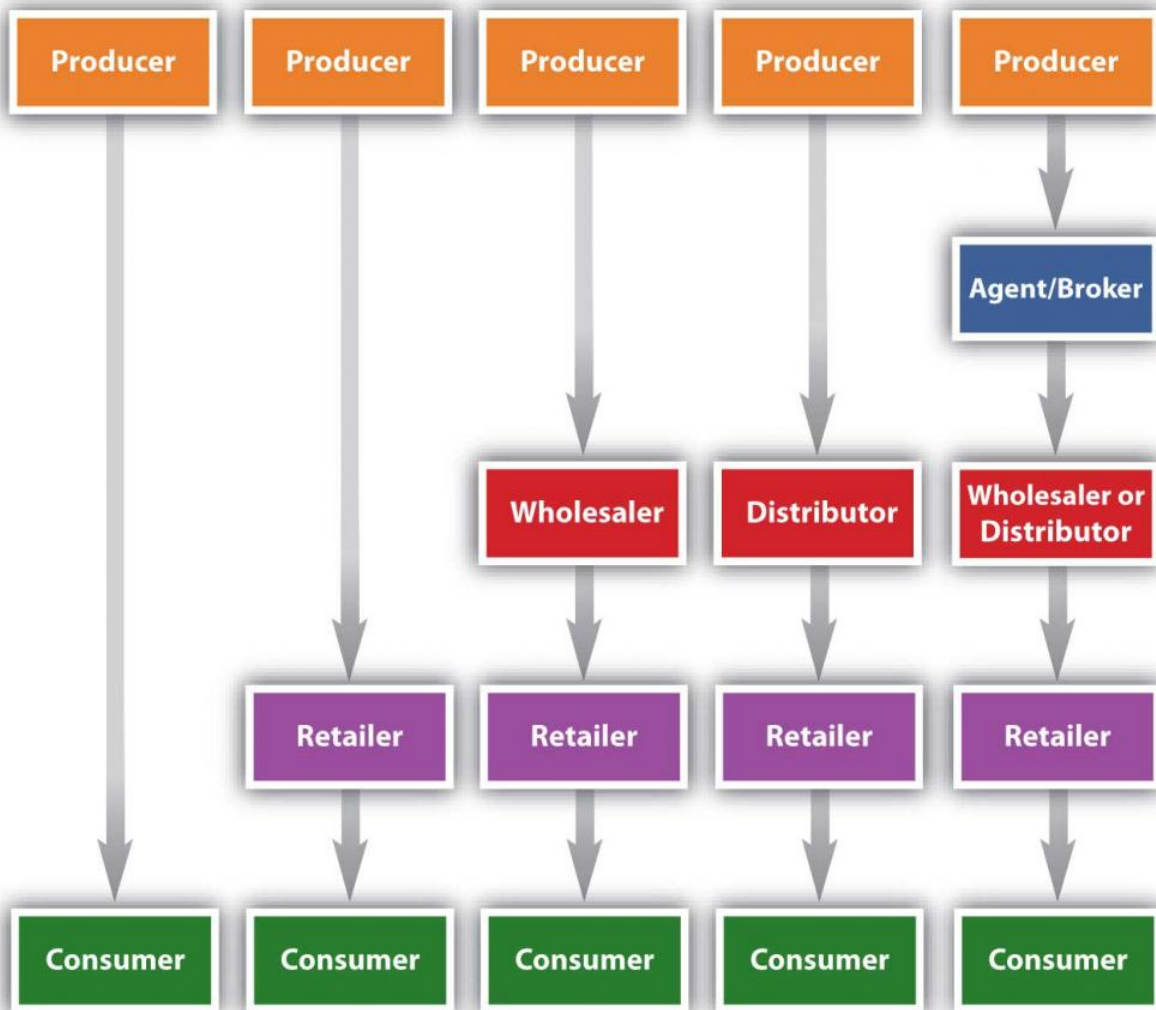 Producer
Producer
Producer
Producer
Producer
Agent/Broker
Wholesaler
Distributor
Wholesaler or
Distributor
Retailer
Retailer
Retailer
Retailer
Consumer
Consumer
Consumer
Consumer
Consumer